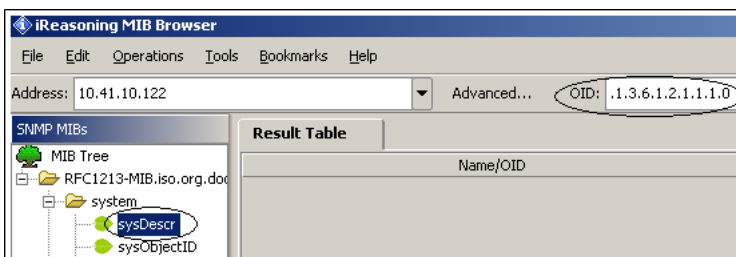 iReasoning MIB Browser
File Edit Operations Tools Bookmarks Help
Address: 10.41.10.122 Advanced... OID: .1.3.6.1.2.1.1.1.0
SNMP MIBs
Result Table
MIB Tree
Name/OID
RFC1213-MIB.iso.org.doc
system
sysDescr
sysObjectID